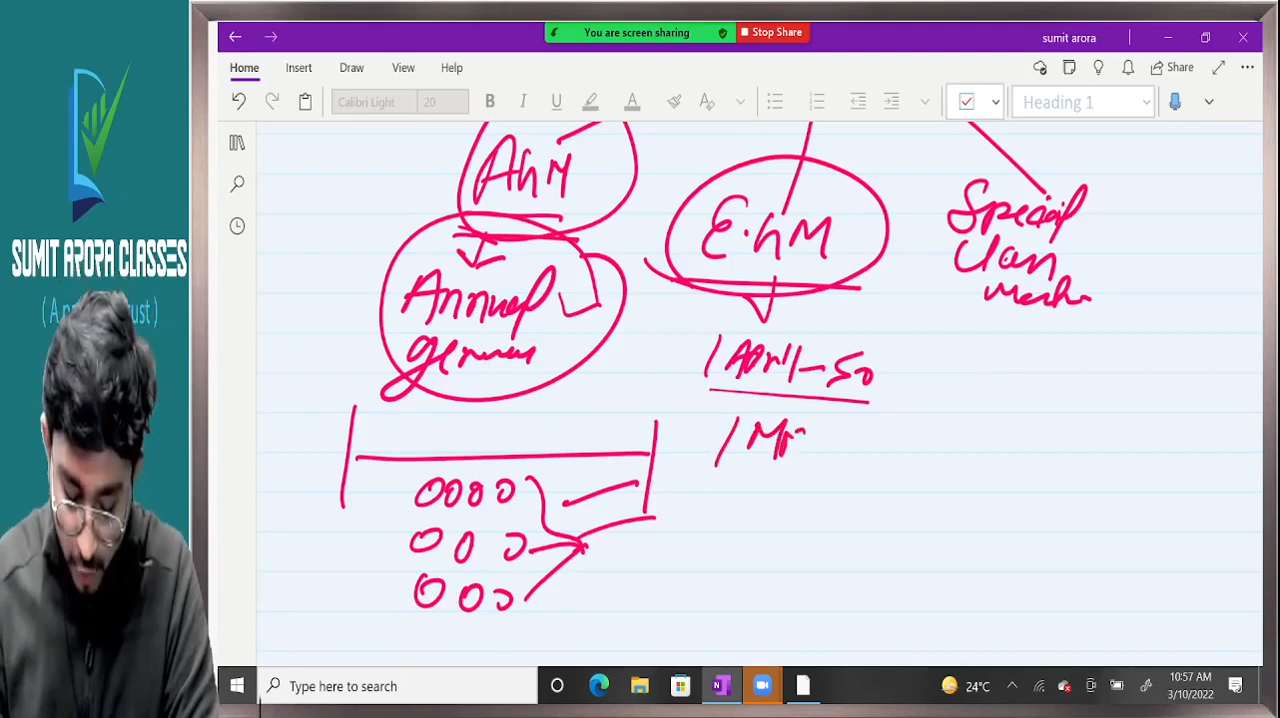 You are screen sharing
Stop Share
sumit arora
Home Insert Draw View Help
Share
Calibri Light 20 B I U A Heading 1
AGM
Annual
general
E.GM
1 April - 50
1 M
Special
Class
SUMIT ARORA CLASSES
rust )
Type here to search
24°C
10:57 AM
3/10/2022